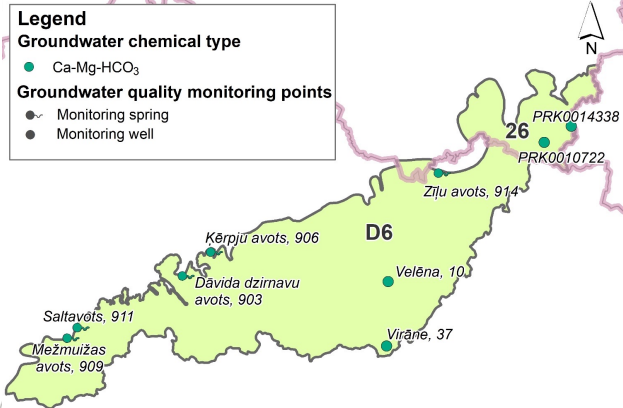 Legend
Groundwater chemical type
Ca-Mg-HCO₃
Groundwater quality monitoring points
Monitoring spring
Monitoring well
N
PRK0014338
26
PRK0010722
Zīļu avots, 914
D6
Ķērpju avots, 906
Velēna, 10
Dāvida dzirnavu
avots, 903
Saltavots, 911
Virāne, 37
Mežmuižas
avots, 909